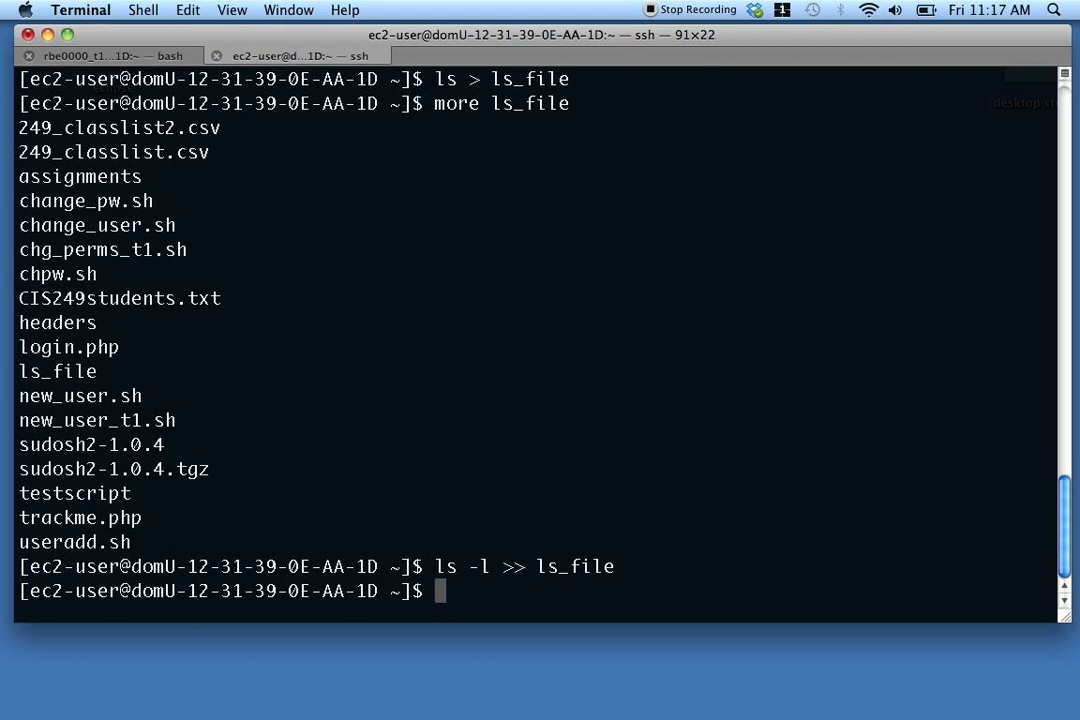 Terminal Shell Edit View Window Help Stop Recording 1 Fri 11:17 AM
ec2-user@domU-12-31-39-0E-AA-1D:~ — ssh — 91×22
rbe0000_t1...1D:~ — bash ec2-user@d...1D:~ — ssh
[ec2-user@domU-12-31-39-0E-AA-1D ~]$ ls > ls_file
[ec2-user@domU-12-31-39-0E-AA-1D ~]$ more ls_file
249_classlist2.csv
249_classlist.csv
assignments
change_pw.sh
change_user.sh
chg_perms_t1.sh
chpw.sh
CIS249students.txt
headers
login.php
ls_file
new_user.sh
new_user_t1.sh
sudosh2-1.0.4
sudosh2-1.0.4.tgz
testscript
trackme.php
useradd.sh
[ec2-user@domU-12-31-39-0E-AA-1D ~]$ ls -l >> ls_file
[ec2-user@domU-12-31-39-0E-AA-1D ~]$